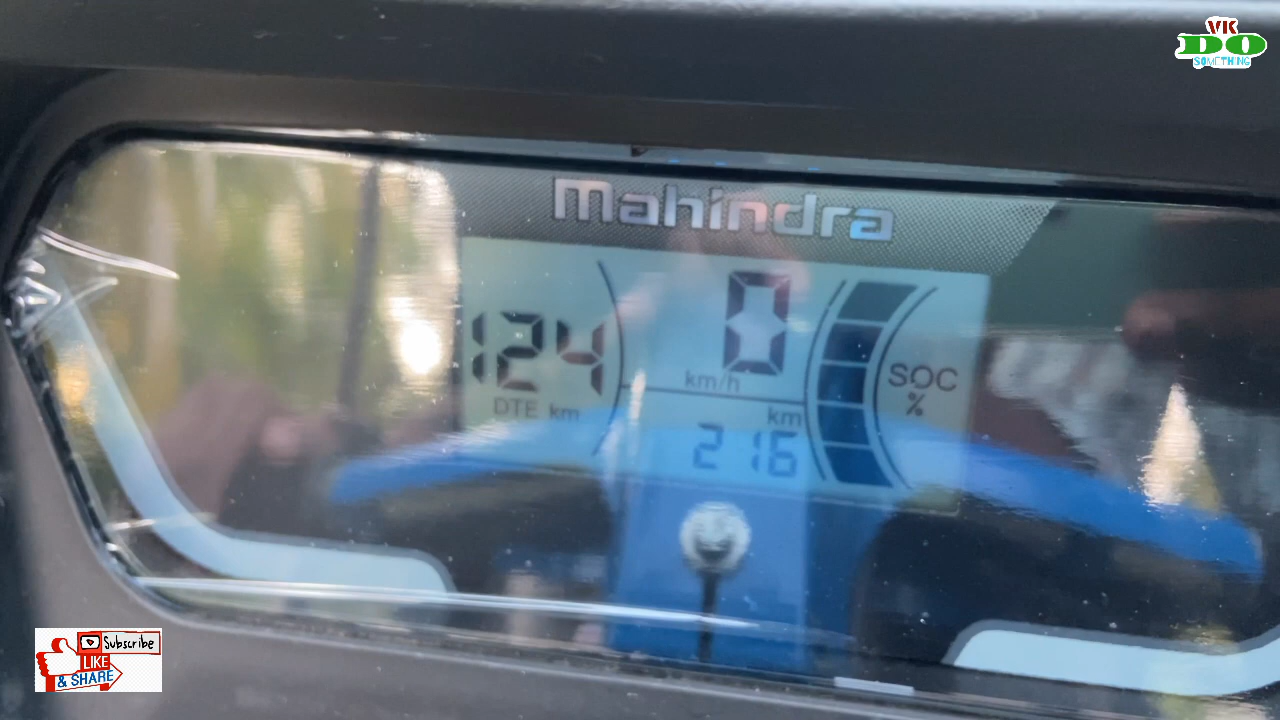 VK
DO
SOMETHING
Mahindra
124
DTE km
0
km/h
km
216
SOC
%
Subscribe
LIKE
& SHARE